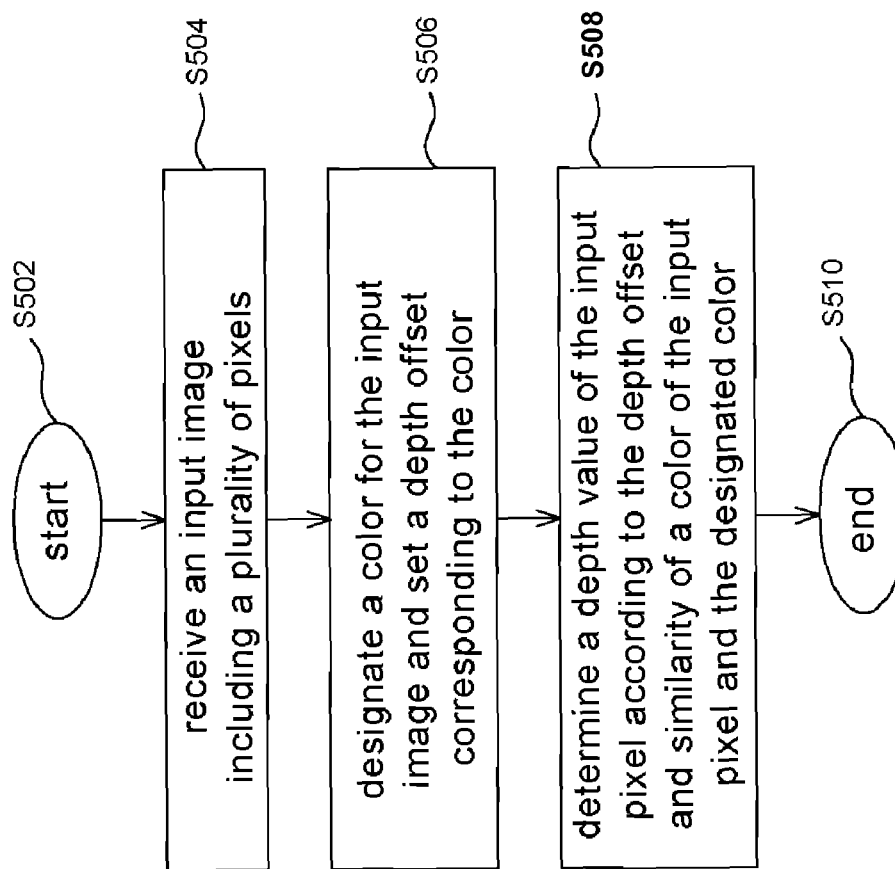 start
S502
receive an input image
including a plurality of pixels
S504
designate a color for the input
image and set a depth offset
corresponding to the color
S506
determine a depth value of the input
pixel according to the depth offset
and similarity of a color of the input
pixel and the designated color
S508
end
S510